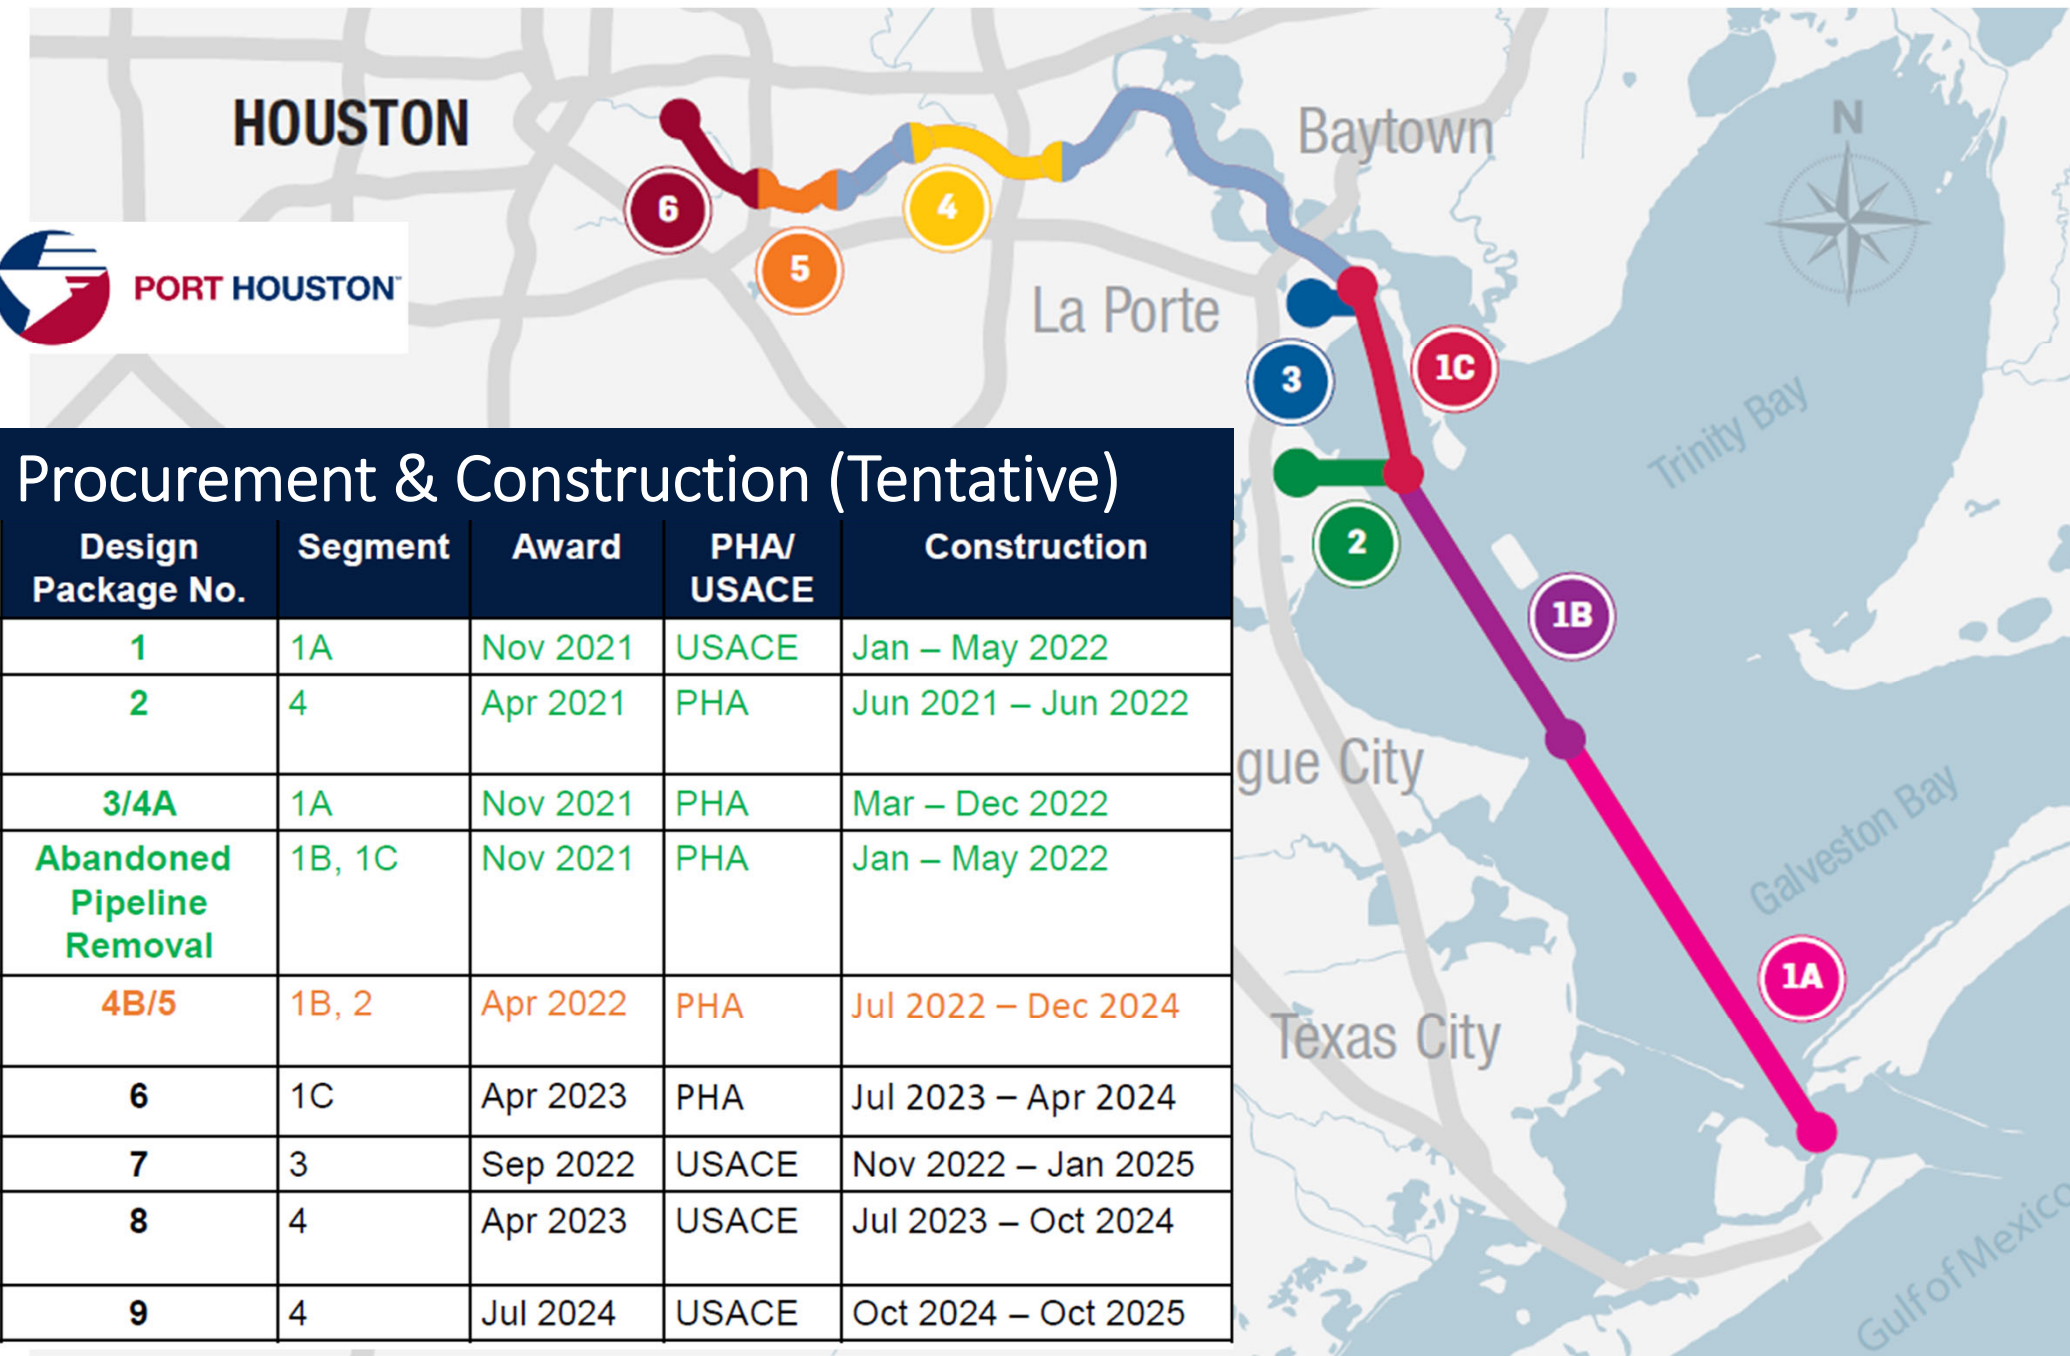 HOUSTON
N
Baytown
6
4
5
PORT HOUSTON™
La Porte
3
1C
Trinity Bay
2
1B
gue City
Galveston Bay
1A
Texas City
Gulf of Mexico
Procurement & Construction (Tentative)
Design Package No. Segment Award PHA/ USACE Construction
1 1A Nov 2021 USACE Jan – May 2022
2 4 Apr 2021 PHA Jun 2021 – Jun 2022
3/4A 1A Nov 2021 PHA Mar – Dec 2022
Abandoned Pipeline Removal 1B, 1C Nov 2021 PHA Jan – May 2022
4B/5 1B, 2 Apr 2022 PHA Jul 2022 – Dec 2024
6 1C Apr 2023 PHA Jul 2023 – Apr 2024
7 3 Sep 2022 USACE Nov 2022 – Jan 2025
8 4 Apr 2023 USACE Jul 2023 – Oct 2024
9 4 Jul 2024 USACE Oct 2024 – Oct 2025